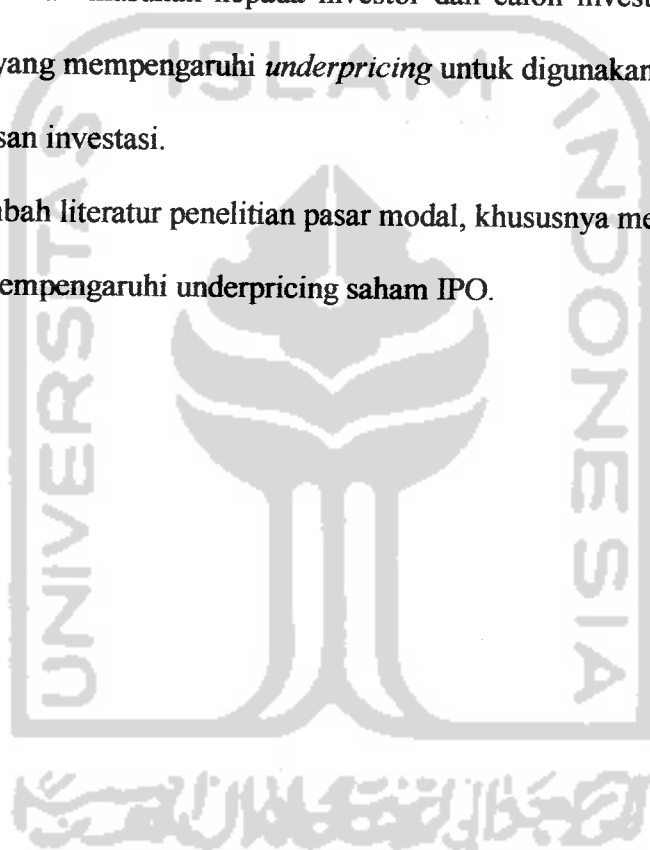 masukan kepada investor dan calon invest
yang mempengaruhi underpricing untuk digunakan
san investasi.
bah literatur penelitian pasar modal, khususnya me
empengaruhi underpricing saham IPO.
ISLAM
UNIVERSITAS
INDONESIA